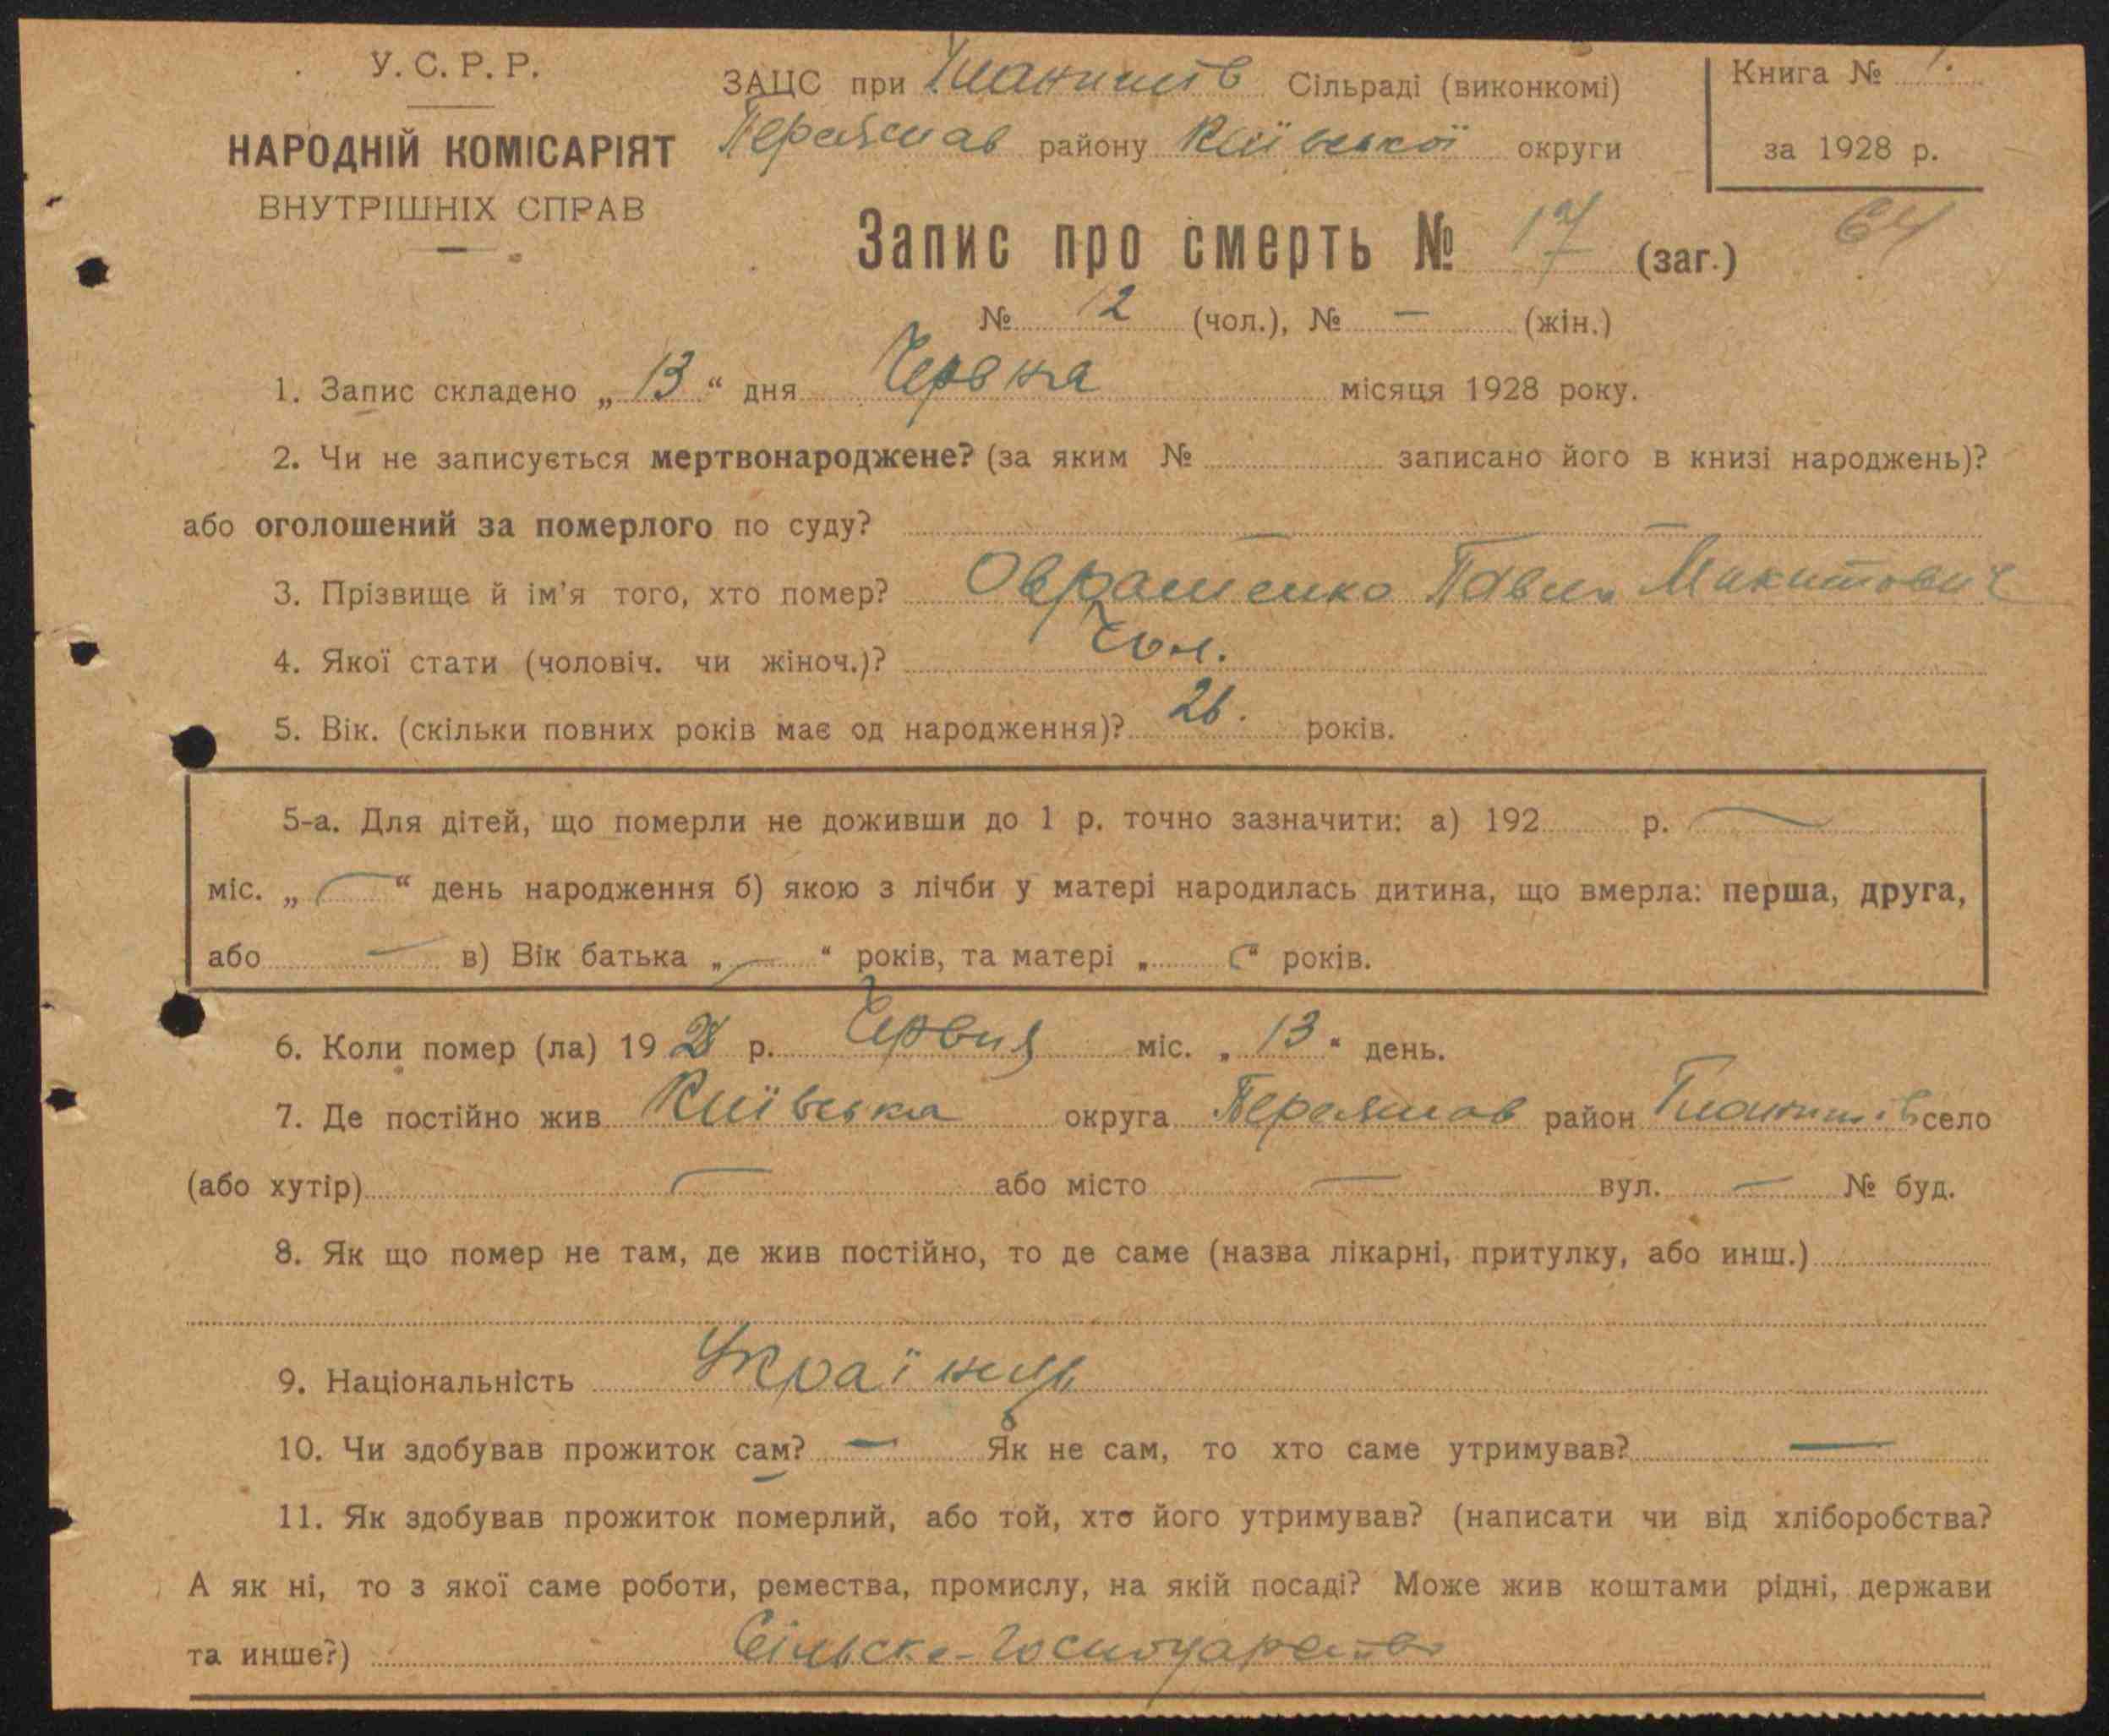 У. С. Р. Р.
НАРОДНІЙ КОМІСАРІЯТ
ВНУТРІШНІХ СПРАВ
ЗАЦС при Сільраді (виконкомі)
Переяслав району Київської округи
Книга № 1.
за 1928 р.
Запис про смерть № 17 (заг.) 64
№ 12 (чол.), № — (жін.)
1. Запис складено „ 13 “ дня Червня місяця 1928 року.
2. Чи не записується мертвонароджене? (за яким № записано його в книзі народжень)?
або оголошений за померлого по суду? — —
3. Прізвище й ім'я того, хто помер? Павло Микитович
4. Якої стати (чоловіч. чи жіноч.)? Чол.
5. Вік. (скільки повних років має од народження)? 26. років.
5-а. Для дітей, що померли не доживши до 1 р. точно зазначити: а) 192 р. —
міс. „ — “ день народження б) якою з лічби у матері народилась дитина, що вмерла: перша, друга,
або — в) Вік батька „ — “ років, та матері „ “ років.
6. Коли помер (ла) 19 28 р. Червня міс. „ 13 “ день.
7. Де постійно жив Київська округа Переяслав район село
(або хутір) — або місто — вул. — № буд.
8. Як що помер не там, де жив постійно, то де саме (назва лікарні, притулку, або инш.)
9. Національність Українець
10. Чи здобував прожиток сам? — Як не сам, то хто саме утримував? —
11. Як здобував прожиток померлий, або той, хто його утримував? (написати чи від хліборобства?
А як ні, то з якої саме роботи, ремества, промислу, на якій посаді? Може жив коштами рідні, держави
та инше?) Сільске-господарство